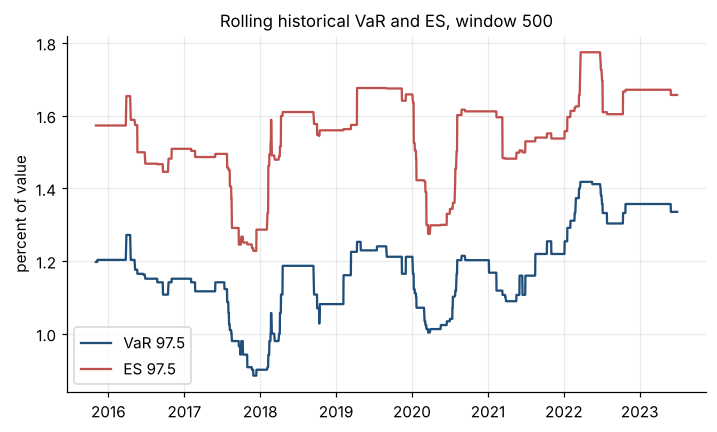 Rolling historical VaR and ES, window 500
percent of value
1.8
1.6
1.4
1.2
1.0
VaR 97.5
ES 97.5
2016 2017 2018 2019 2020 2021 2022 2023